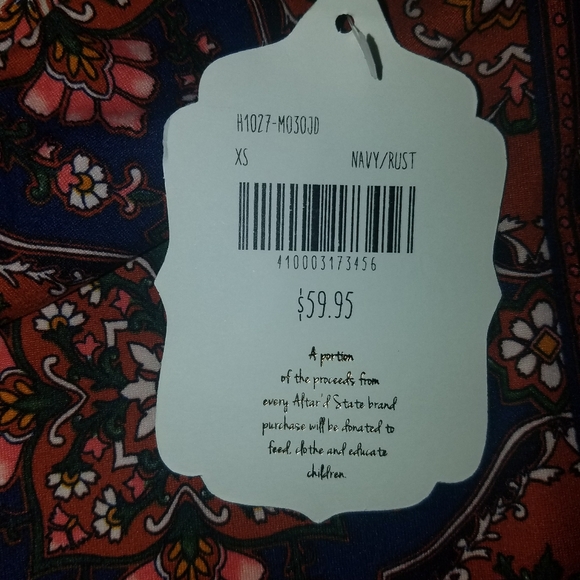 H1027-M030JD
XS NAVY/RUST
410003173456
$59.95
A portion
of the proceeds from
every Altar'd State brand
purchase will be donated to
feed, clothe and educate
children.